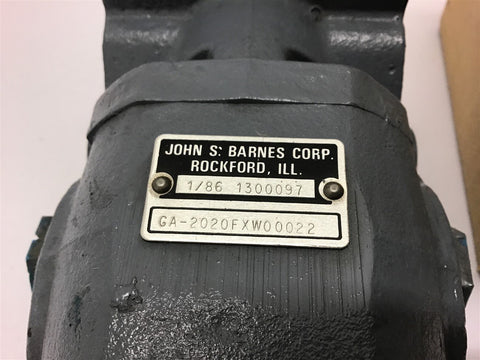 JOHN S. BARNES CORP.
ROCKFORD, ILL.
1/86 1300097
GA-2020FXW00022